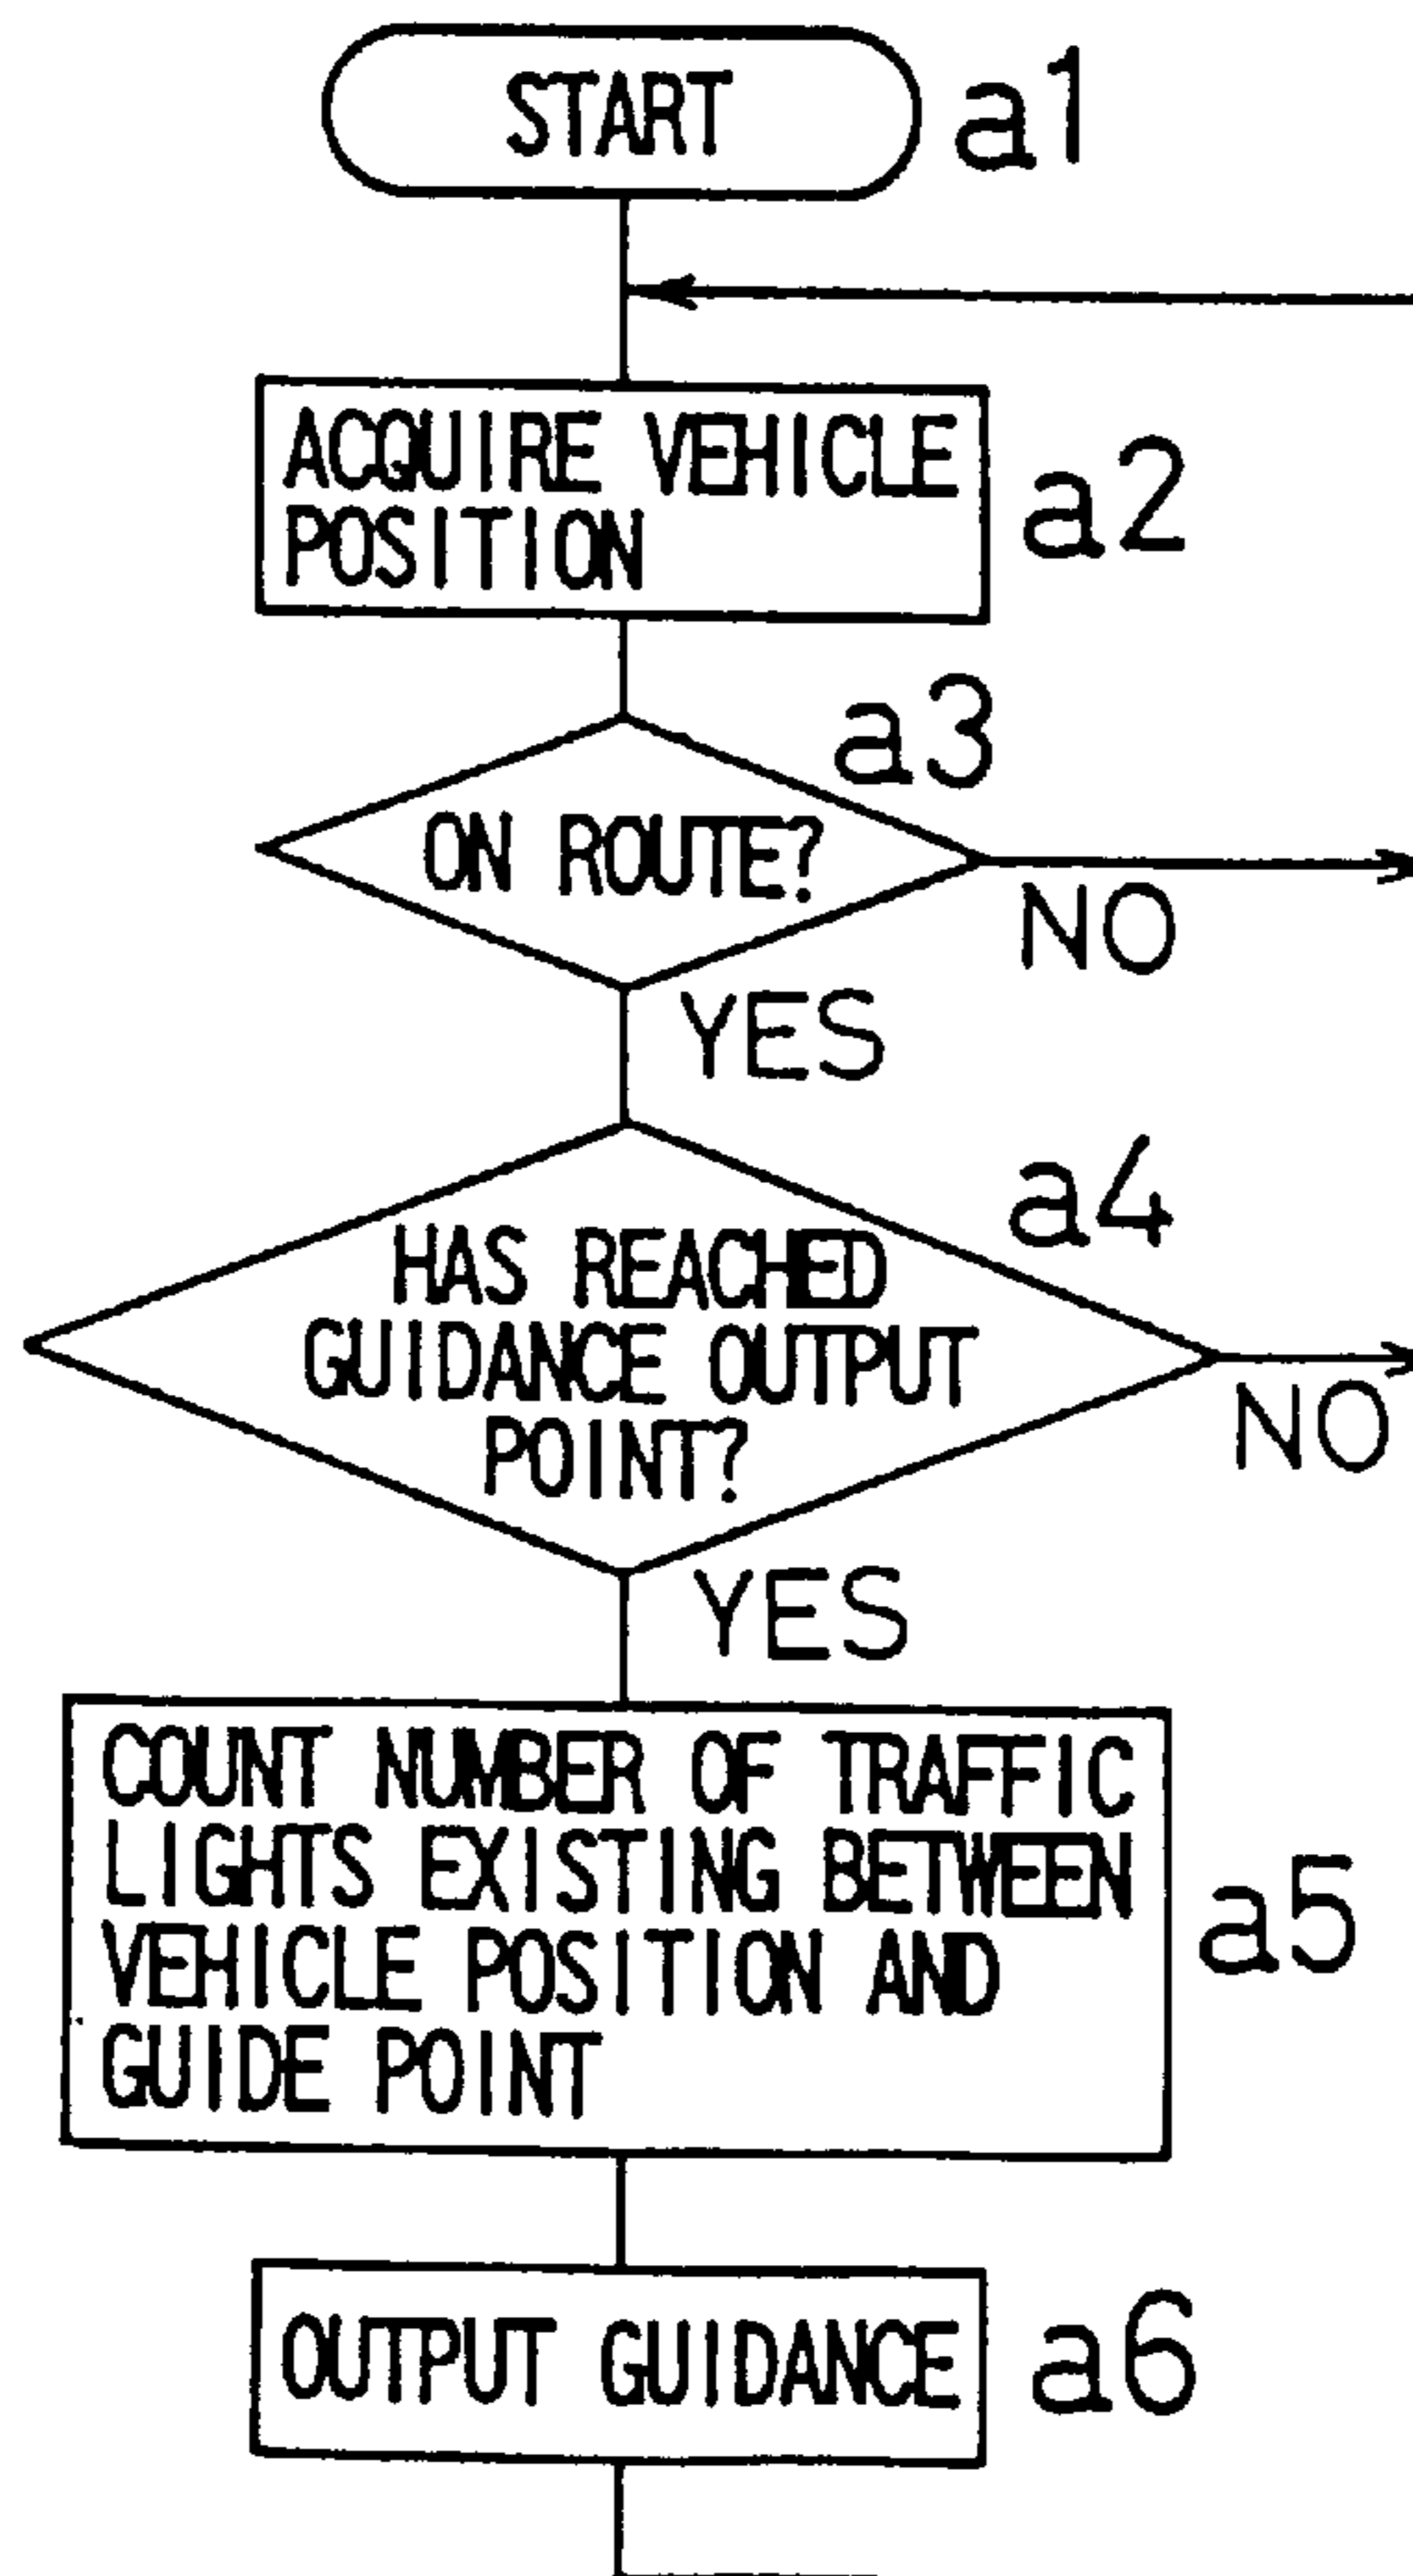 START
a1
ACQUIRE VEHICLE
POSITION
a2
a3
ON ROUTE?
NO
YES
a4
HAS REACHED
GUIDANCE OUTPUT
POINT?
NO
YES
COUNT NUMBER OF TRAFFIC
LIGHTS EXISTING BETWEEN
VEHICLE POSITION AND
GUIDE POINT
a5
OUTPUT GUIDANCE
a6